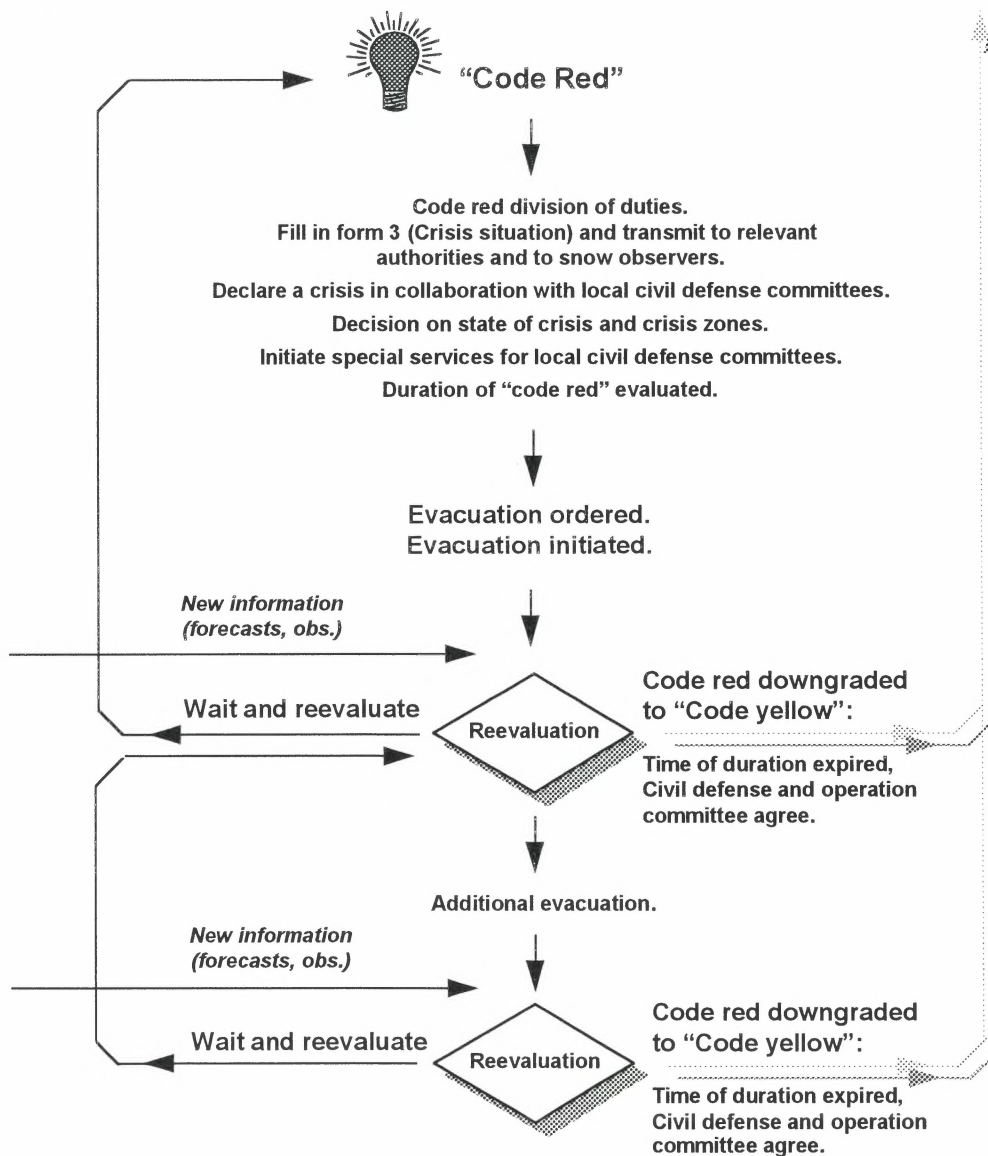 “Code Red”
Code red division of duties.
Fill in form 3 (Crisis situation) and transmit to relevant
authorities and to snow observers.
Declare a crisis in collaboration with local civil defense committees.
Decision on state of crisis and crisis zones.
Initiate special services for local civil defense committees.
Duration of “code red” evaluated.
Evacuation ordered.
Evacuation initiated.
New information
(forecasts, obs.)
Wait and reevaluate
Reevaluation
Code red downgraded
to “Code yellow”:
Time of duration expired,
Civil defense and operation
committee agree.
Additional evacuation.
New information
(forecasts, obs.)
Wait and reevaluate
Reevaluation
Code red downgraded
to “Code yellow”:
Time of duration expired,
Civil defense and operation
committee agree.